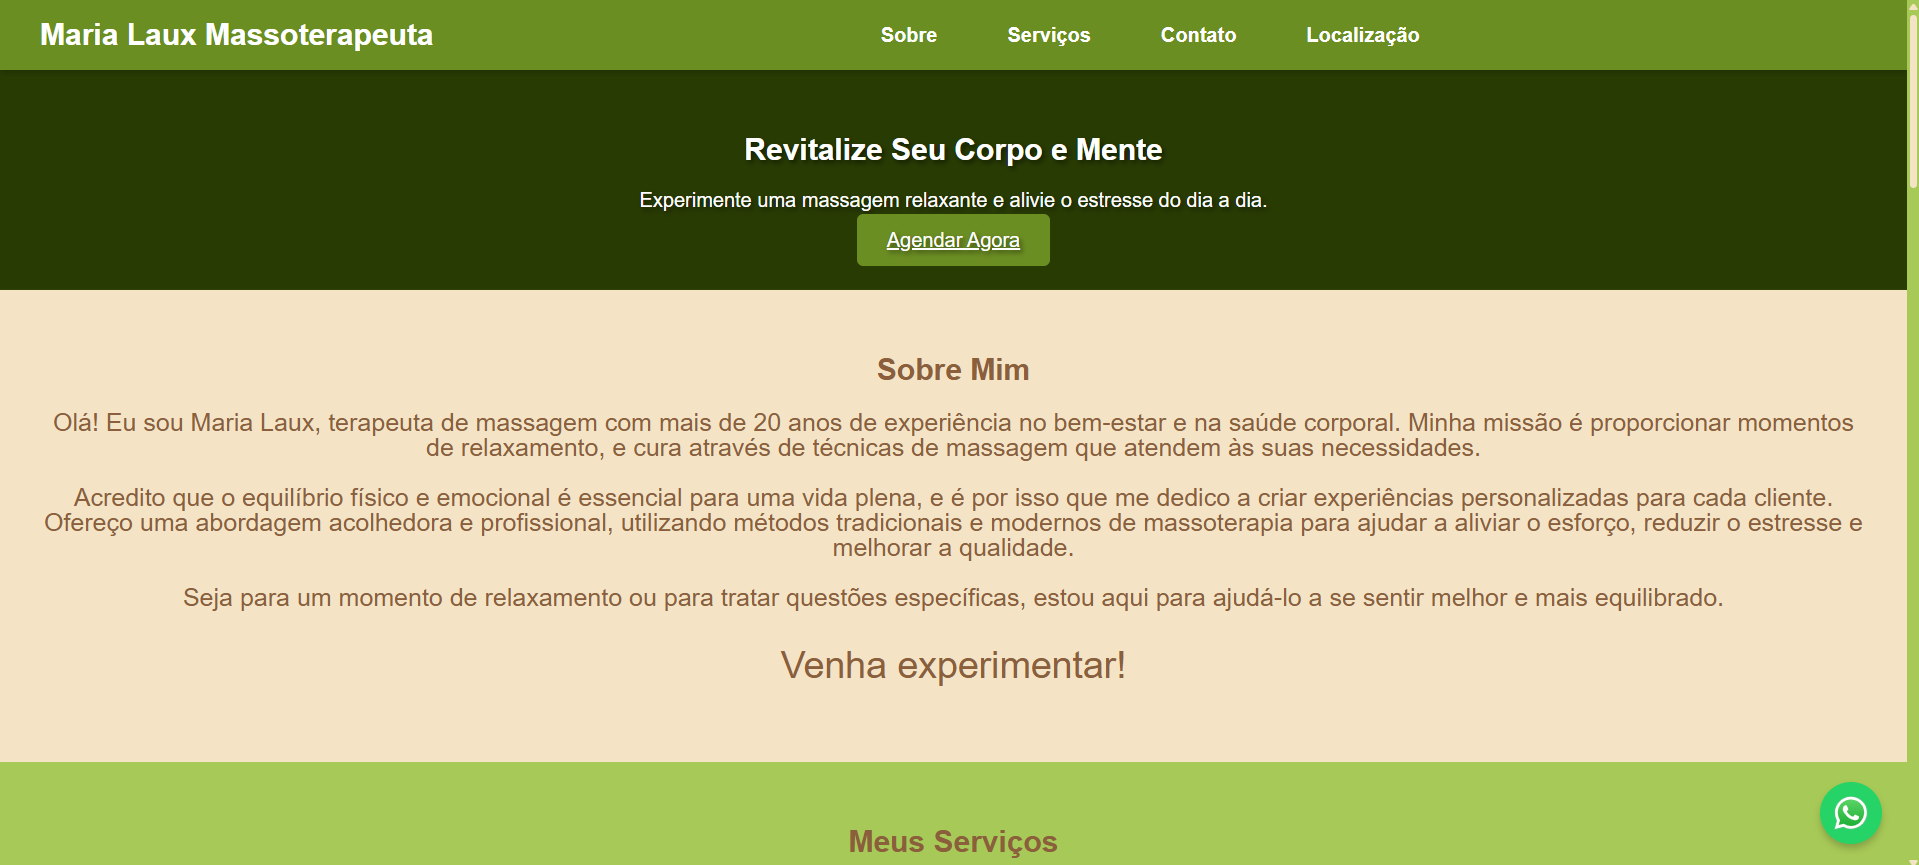 Maria Laux Massoterapeuta
Sobre
Serviços
Contato
Localização
Revitalize Seu Corpo e Mente
Experimente uma massagem relaxante e alivie o estresse do dia a dia.
Agendar Agora
Sobre Mim
Olá! Eu sou Maria Laux, terapeuta de massagem com mais de 20 anos de experiência no bem-estar e na saúde corporal. Minha missão é proporcionar momentos
de relaxamento, e cura através de técnicas de massagem que atendem às suas necessidades.
Acredito que o equilíbrio físico e emocional é essencial para uma vida plena, e é por isso que me dedico a criar experiências personalizadas para cada cliente.
Ofereço uma abordagem acolhedora e profissional, utilizando métodos tradicionais e modernos de massoterapia para ajudar a aliviar o esforço, reduzir o estresse e
melhorar a qualidade.
Seja para um momento de relaxamento ou para tratar questões específicas, estou aqui para ajudá-lo a se sentir melhor e mais equilibrado.
Venha experimentar!
Meus Serviços